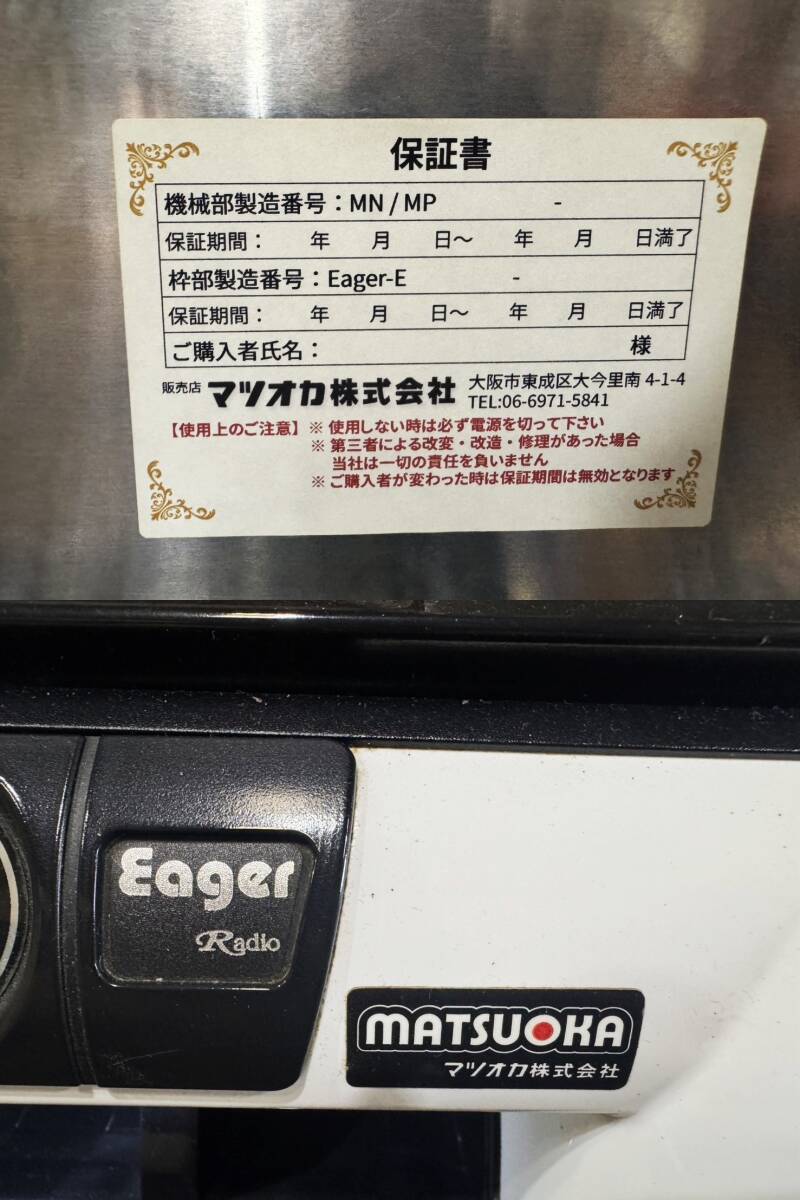 保証書
機械部製造番号：MN / MP -
保証期間： 年 月 日～ 年 月 日満了
枠部製造番号：Eager-E -
保証期間： 年 月 日～ 年 月 日満了
ご購入者氏名： 様
販売店 マツオカ株式会社 大阪市東成区大今里南 4-1-4
TEL:06-6971-5841
【使用上のご注意】※ 使用しない時は必ず電源を切って下さい
※ 第三者による改変・改造・修理があった場合
当社は一切の責任を負いません
※ ご購入者が変わった時は保証期間は無効となります
Eager
Radio
MATSUOKA
マツオカ株式会社